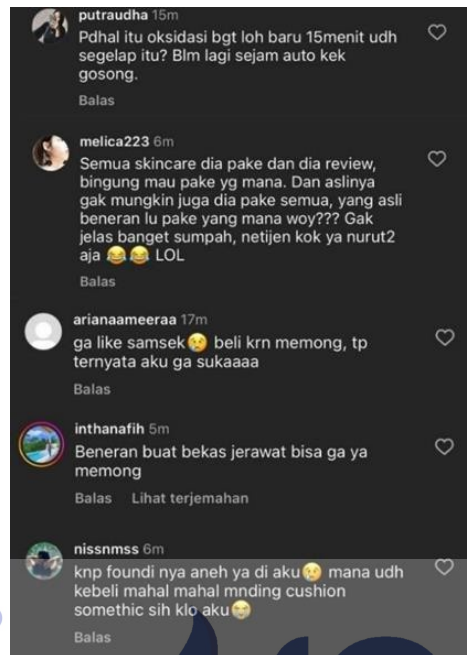 putraudha 15m
Pdhal itu oksidasi bgt loh baru 15menit udh
segelap itu? Blm lagi sejam auto kek
gosong.
Balas
melica223 6m
Semua skincare dia pake dan dia review,
bingung mau pake yg mana. Dan aslinya
gak mungkin juga dia pake semua, yang asli
beneran lu pake yang mana woy??? Gak
jelas banget sumpah, netijen kok ya nurut2
aja 😂😂 LOL
Balas
arianaameeraa 17m
ga like samsek😢 beli krn memong, tp
ternyata aku ga sukaaaa
Balas
inthanafih 5m
Beneran buat bekas jerawat bisa ga ya
memong
Balas Lihat terjemahan
nissnmss 6m
knp foundi nya aneh ya di aku😢 mana udh
kebeli mahal mahal mnding cushion
somethic sih klo aku😭
Balas